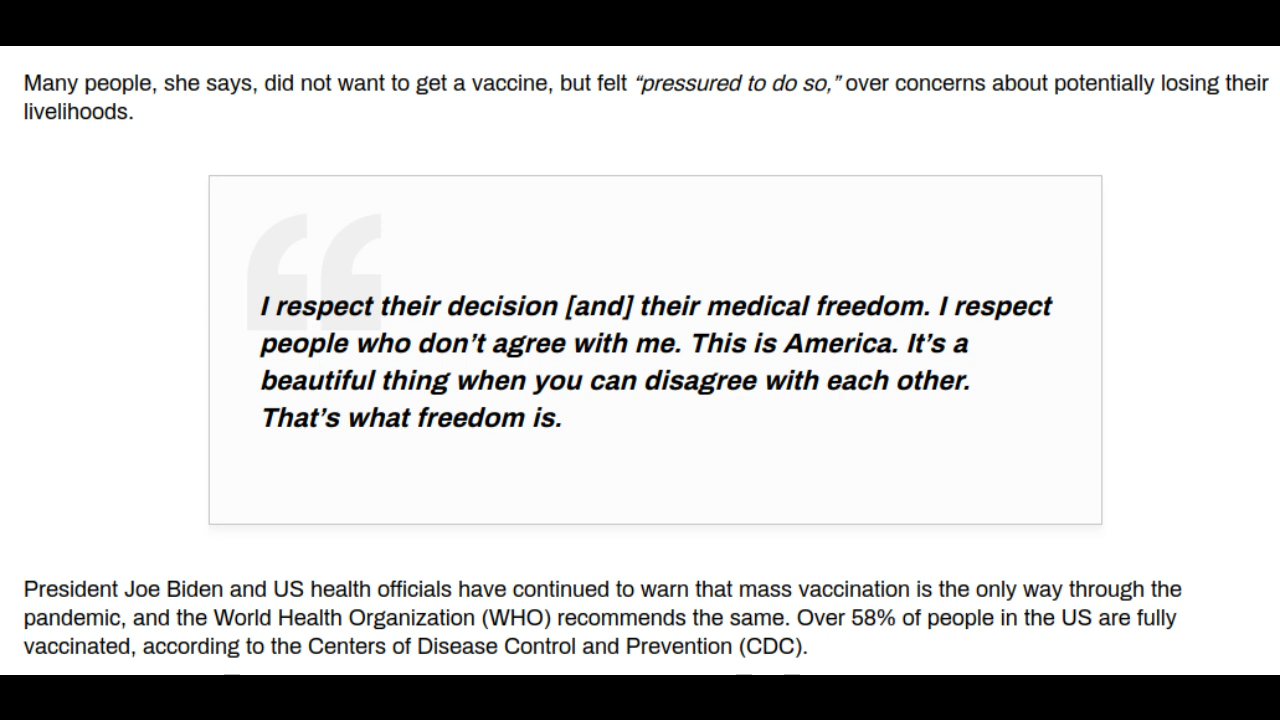 Many people, she says, did not want to get a vaccine, but felt “pressured to do so,” over concerns about potentially losing their
livelihoods.
I respect their decision [and] their medical freedom. I respect
people who don’t agree with me. This is America. It’s a
beautiful thing when you can disagree with each other.
That’s what freedom is.
President Joe Biden and US health officials have continued to warn that mass vaccination is the only way through the
pandemic, and the World Health Organization (WHO) recommends the same. Over 58% of people in the US are fully
vaccinated, according to the Centers of Disease Control and Prevention (CDC).